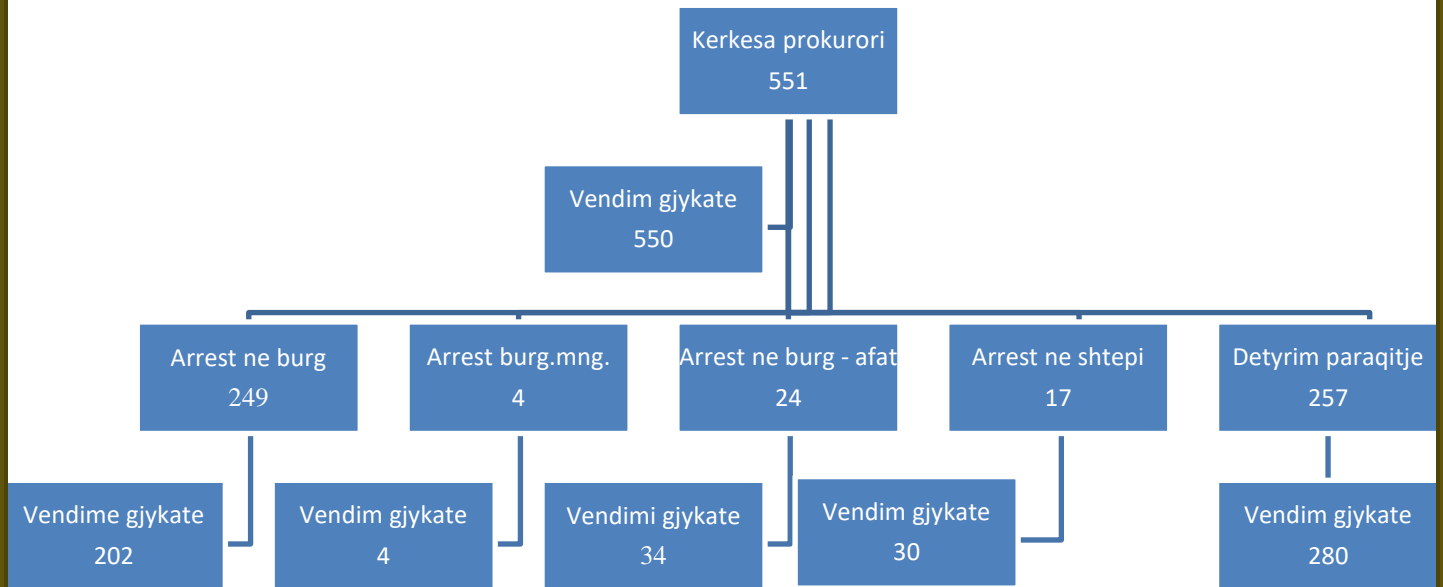 Kerkesa prokurori
551
Vendim gjykate
550
Arrest ne burg
249
Arrest burg.mng.
4
Arrest ne burg - afat
24
Arrest ne shtepi
17
Detyrim paraqitje
257
Vendime gjykate
202
Vendim gjykate
4
Vendimi gjykate
34
Vendim gjykate
30
Vendim gjykate
280